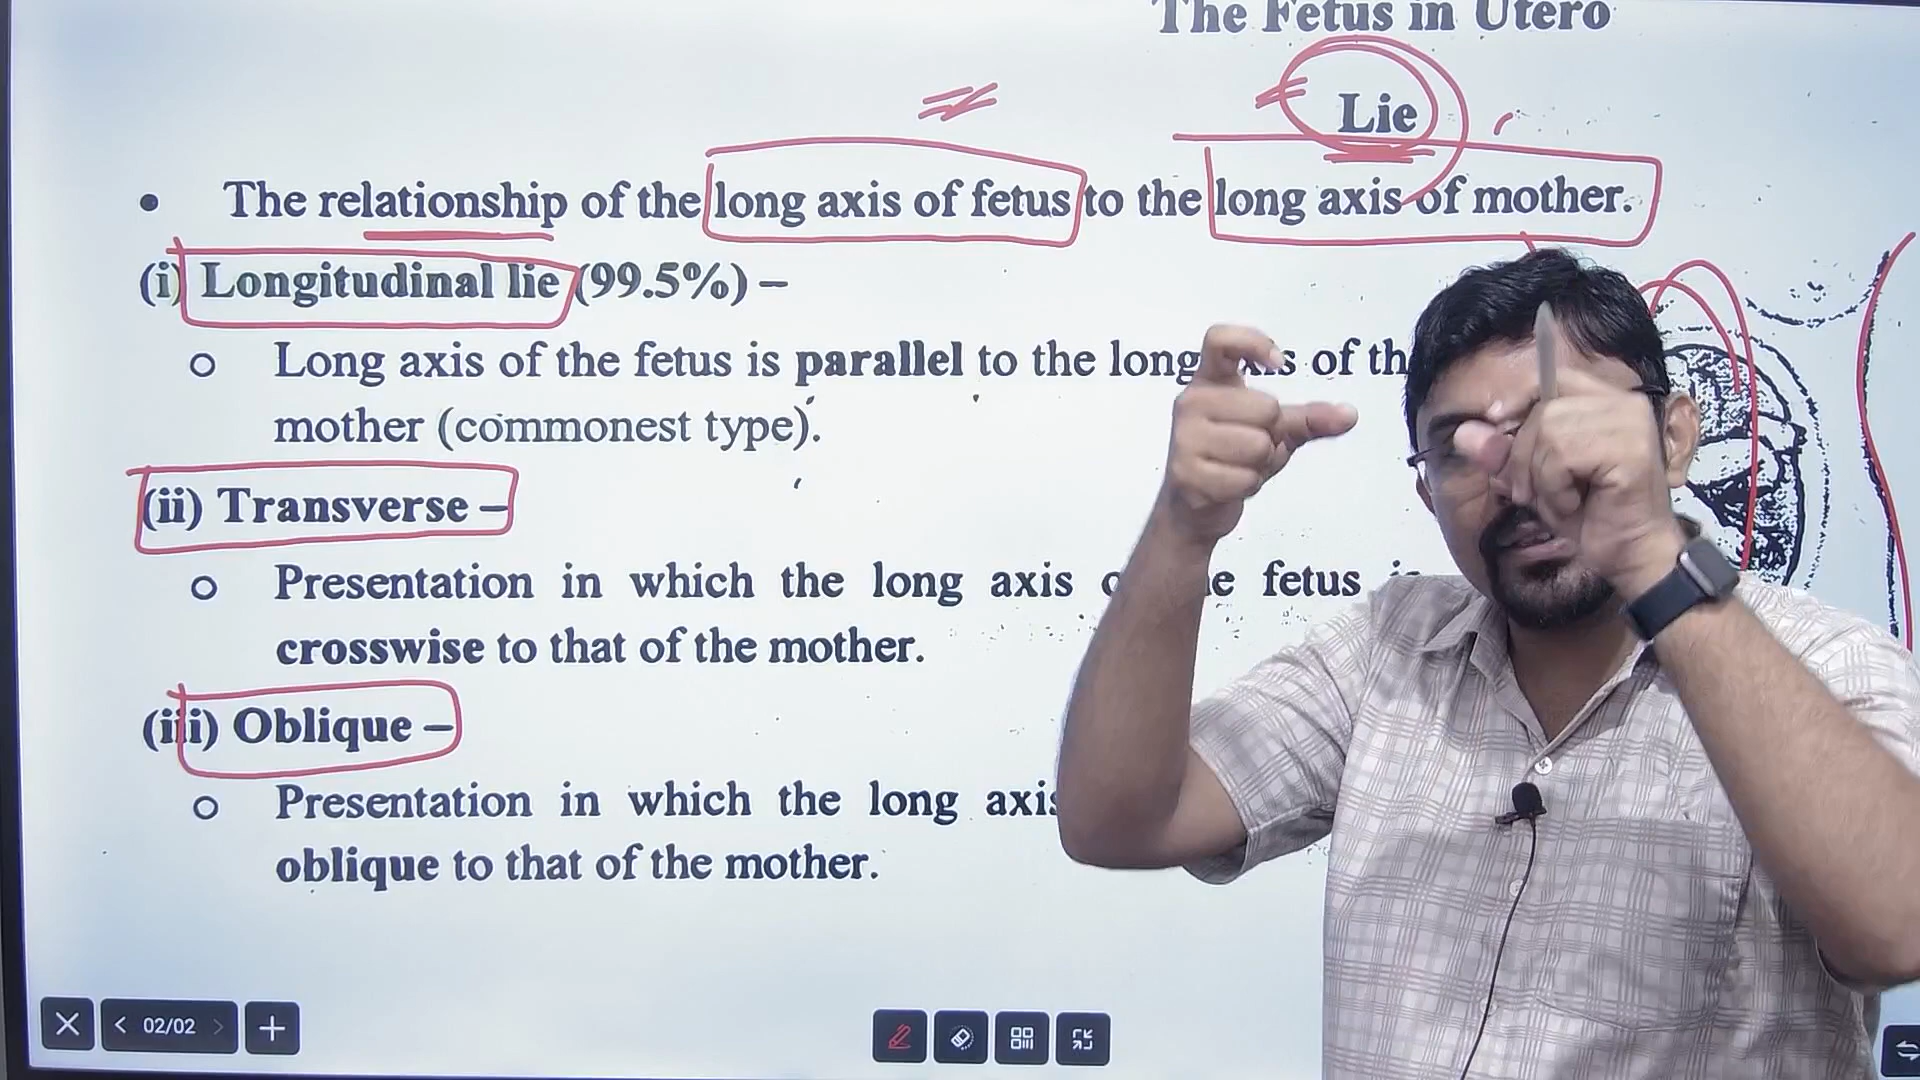 The Fetus in Utero
Lie
• The relationship of the long axis of fetus to the long axis of mother.
(i) Longitudinal lie (99.5%) –
o Long axis of the fetus is parallel to the long of
mother (commonest type).
(ii) Transverse –
o Presentation in which the long axis fetus
crosswise to that of the mother.
(iii) Oblique –
o Presentation in which the long axis
oblique to that of the mother.
02/02